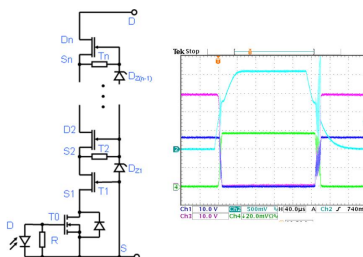 D
Dn
Tn
Sn
DZ(n-1)
D2
T2
S2
DZ1
S1
T1
T0
D
R
S
Tek Stop
Ch1 10.0 V Ch2 500mV M 40.0µs A Ch2 740m
Ch3 10.0 V Ch4 20.0mVΩ